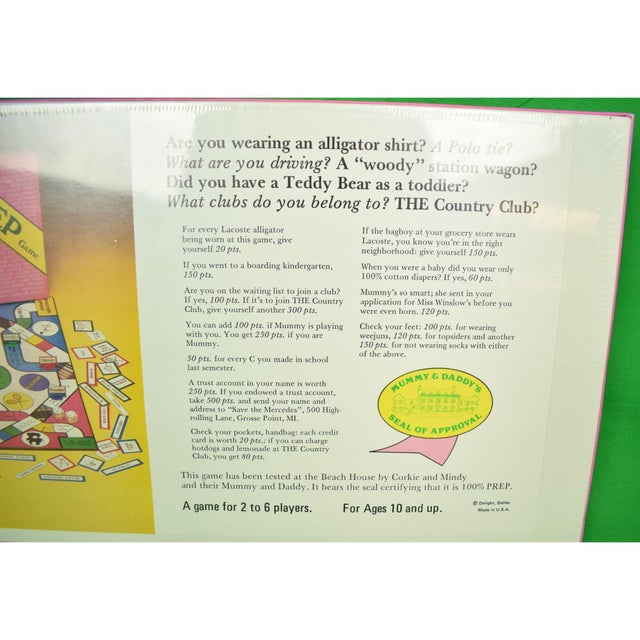 Are you wearing an alligator shirt? A Polo tie?
What are you driving? A "woody" station wagon?
Did you have a Teddy Bear as a toddler?
What clubs do you belong to? THE Country Club?
For every Lacoste alligator
being worn at this game, give
yourself 20 pts.
If you went to a boarding kindergarten,
150 pts.
Are you on the waiting list to join a club?
If yes, 100 pts. If it's to join THE Country
Club, give yourself another 300 pts.
You can add 100 pts. if Mummy is playing
with you. You get 250 pts. if you are
Mummy.
50 pts. for every C you made in school
last semester.
A trust account in your name is worth
250 pts. If you endowed a trust account,
take 500 pts. and send your name and
address to "Save the Mercedes", 500 High-
rolling Lane, Grosse Point, MI.
Check your pockets, handbag: each credit
card is worth 20 pts.; if you can charge
hotdogs and lemonade at THE Country
Club, you get 80 pts.
If the bagboy at your grocery store wears
Lacoste, you know you're in the right
neighborhood: give yourself 150 pts.
When you were a baby did you wear only
100% cotton diapers? If yes, 60 pts.
Mummy's so smart; she sent in your
application for Miss Winslow's before you
were even born. 120 pts.
Check your feet: 100 pts. for wearing
weejuns, 120 pts. for topsiders and another
150 pts. for not wearing socks with either
of the above.
MUMMY & DADDY'S
SEAL OF APPROVAL
This game has been tested at the Beach House by Corkie and Mindy
and their Mummy and Daddy. It bears the seal certifying that it is 100% PREP.
A game for 2 to 6 players. For Ages 10 and up.
© Delight, Dallas
Made in U.S.A.
EP
Game